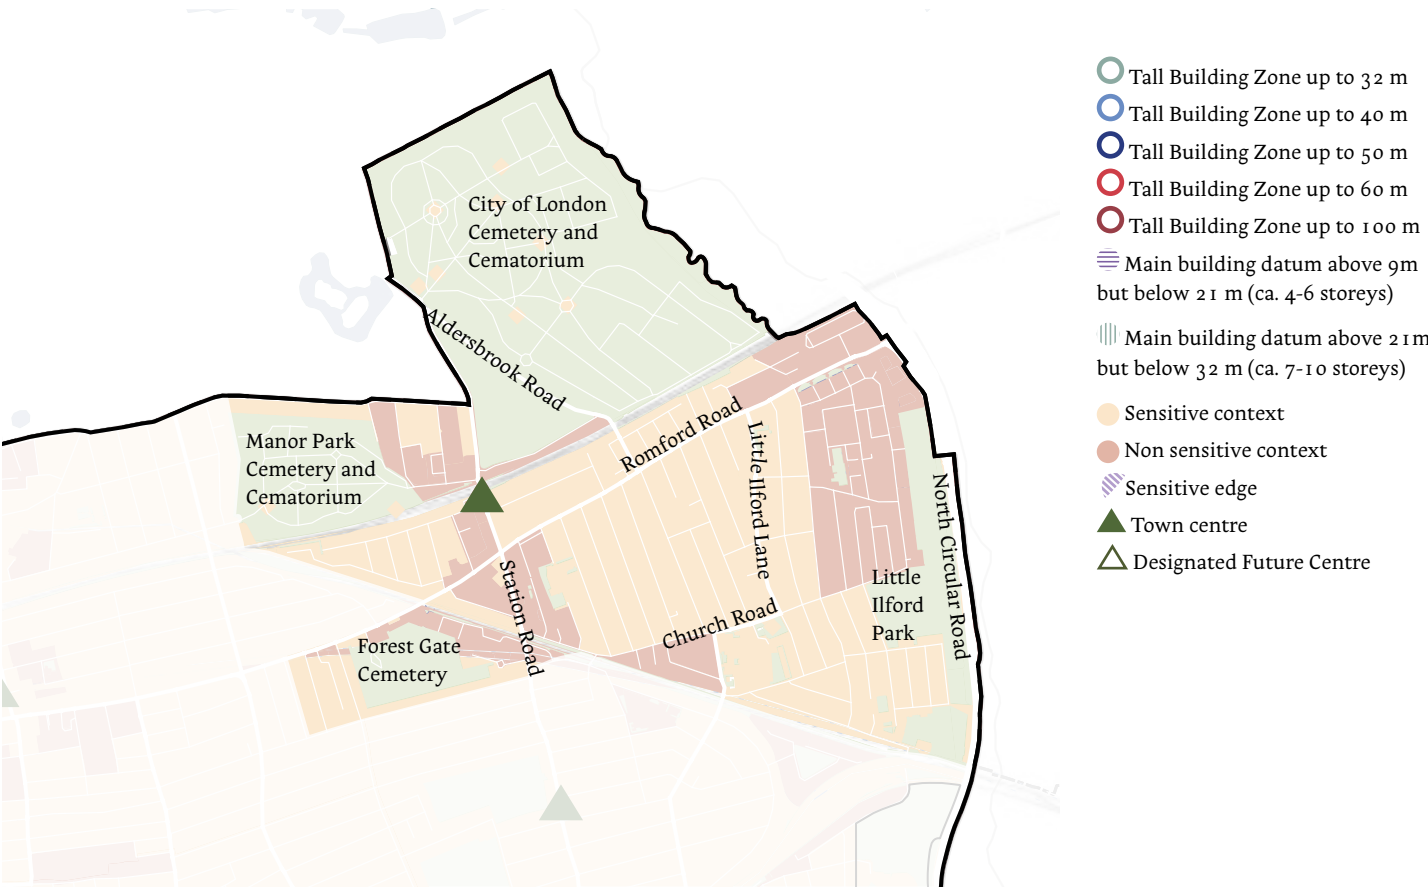 City of London
Cemetery and
Cematorium
Aldersbrook Road
Manor Park
Cemetery and
Cematorium
Romford Road
Little Ilford Lane
North Circular Road
Station Road
Little
Ilford
Park
Church Road
Forest Gate
Cemetery
Tall Building Zone up to 32 m
Tall Building Zone up to 40 m
Tall Building Zone up to 50 m
Tall Building Zone up to 60 m
Tall Building Zone up to 100 m
Main building datum above 9m
but below 21 m (ca. 4-6 storeys)
Main building datum above 21m
but below 32 m (ca. 7-10 storeys)
Sensitive context
Non sensitive context
Sensitive edge
Town centre
Designated Future Centre